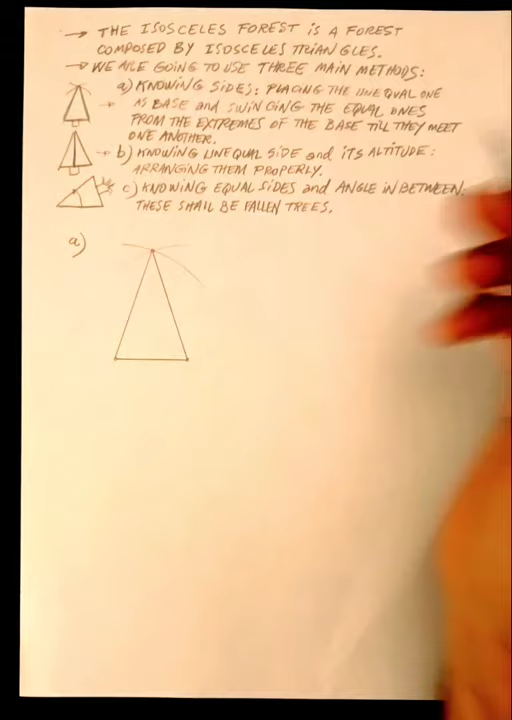 → THE ISOSCELES FOREST IS A FOREST
COMPOSED BY ISOSCELES TRIANGLES.
→ WE ARE GOING TO USE THREE MAIN METHODS:
a) KNOWING SIDES: PLACING THE UNEQUAL ONE
AS BASE and SWINGING THE EQUAL ONES
FROM THE EXTREMES OF THE BASE TILL THEY MEET
ONE ANOTHER.
b) KNOWING UNEQUAL SIDE and ITS ALTITUDE:
ARRANGING THEM PROPERLY.
c) KNOWING EQUAL SIDES and ANGLE IN BETWEEN:
THESE SHALL BE FALLEN TREES.
a)